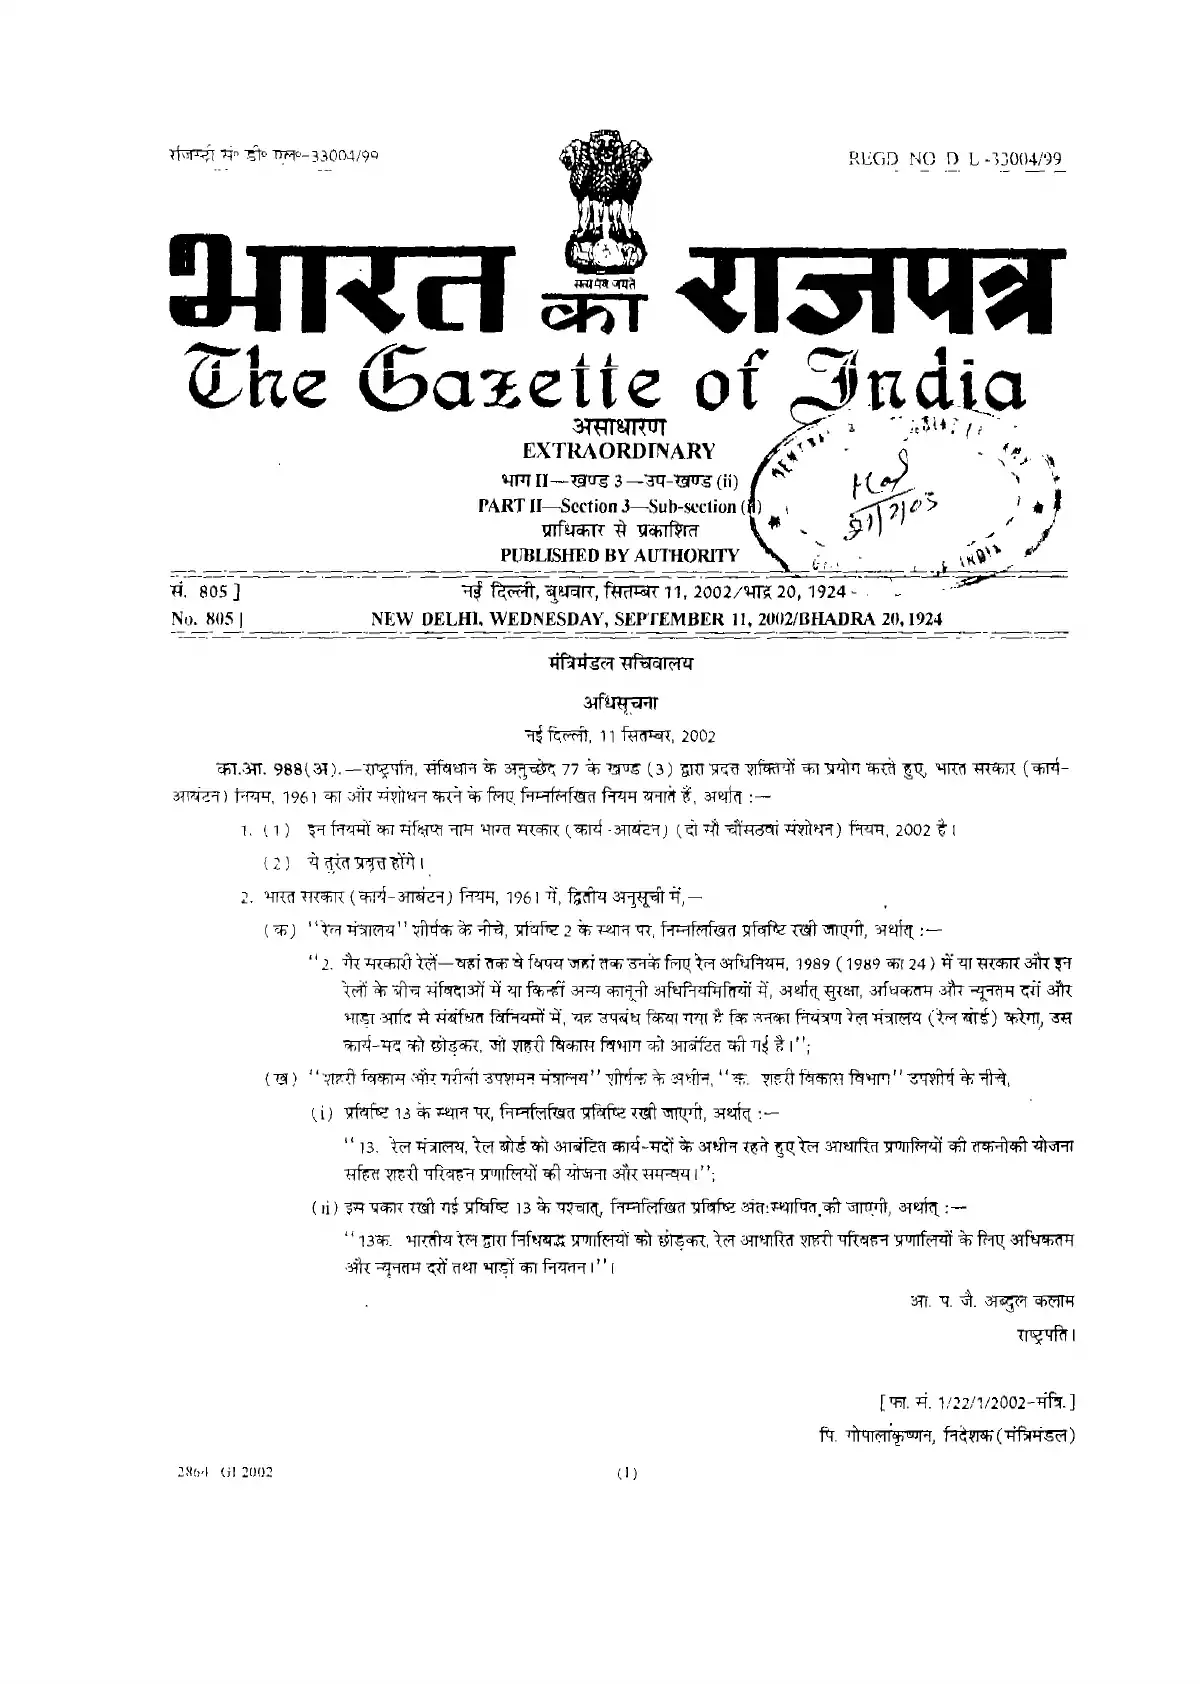 रजिस्ट्री सं० डी० एल०-33004/99
REGD NO D L -33004/99
सत्यमेव जयते
भारत का राजपत्र
The Gazette of India
असाधारण
EXTRAORDINARY
भाग II—खण्ड 3—उप-खण्ड (ii)
PART II—Section 3—Sub-section (ii)
प्राधिकार से प्रकाशित
PUBLISHED BY AUTHORITY
सं. 805]
नई दिल्ली, बुधवार, सितम्बर 11, 2002/भाद्र 20, 1924
No. 805]
NEW DELHI, WEDNESDAY, SEPTEMBER 11, 2002/BHADRA 20, 1924
मंत्रिमंडल सचिवालय
अधिसूचना
नई दिल्ली, 11 सितम्बर, 2002
का.आ. 988(अ).—राष्ट्रपति, संविधान के अनुच्छेद 77 के खण्ड (3) द्वारा प्रदत्त शक्तियों का प्रयोग करते हुए, भारत सरकार (कार्य-
आबंटन) नियम, 1961 का और संशोधन करने के लिए निम्नलिखित नियम बनाते हैं, अर्थात् :—
1. (1) इन नियमों का संक्षिप्त नाम भारत सरकार (कार्य-आबंटन) (दो सौ चौंसठवां संशोधन) नियम, 2002 है।
(2) ये तुरंत प्रवृत्त होंगे।
2. भारत सरकार (कार्य-आबंटन) नियम, 1961 में, द्वितीय अनुसूची में,—
(क) "रेल मंत्रालय" शीर्षक के नीचे, प्रविष्टि 2 के स्थान पर, निम्नलिखित प्रविष्टि रखी जाएगी, अर्थात् :—
"2. गैर सरकारी रेलें—वहां तक वे विषय जहां तक उनके लिए रेल अधिनियम, 1989 (1989 का 24) में या सरकार और इन
रेलों के बीच संविदाओं में या किन्हीं अन्य कानूनी अधिनियमितियों में, अर्थात् सुरक्षा, अधिकतम और न्यूनतम दरों और
भाड़ा आदि से संबंधित विनियमों में, यह उपबंध किया गया है कि उनका नियंत्रण रेल मंत्रालय (रेल बोर्ड) करेगा, उस
कार्य-मद को छोड़कर, जो शहरी विकास विभाग को आबंटित की गई है।";
(ख) "शहरी विकास और गरीबी उपशमन मंत्रालय" शीर्षक के अधीन, "क. शहरी विकास विभाग" उपशीर्ष के नीचे,
(i) प्रविष्टि 13 के स्थान पर, निम्नलिखित प्रविष्टि रखी जाएगी, अर्थात् :—
"13. रेल मंत्रालय, रेल बोर्ड को आबंटित कार्य-मदों के अधीन रहते हुए रेल आधारित प्रणालियों की तकनीकी योजना
सहित शहरी परिवहन प्रणालियों की योजना और समन्वय।";
(ii) इस प्रकार रखी गई प्रविष्टि 13 के पश्चात्, निम्नलिखित प्रविष्टि अंतःस्थापित की जाएगी, अर्थात् :—
"13क. भारतीय रेल द्वारा निधिबद्ध प्रणालियों को छोड़कर, रेल आधारित शहरी परिवहन प्रणालियों के लिए अधिकतम
और न्यूनतम दरों तथा भाड़ों का नियतन।"।
आ. प. जै. अब्दुल कलाम
राष्ट्रपति।
[फा. सं. 1/22/1/2002-मंत्रि.]
पि. गोपालाकृष्णन, निदेशक (मंत्रिमंडल)
2864 GI 2002
(1)